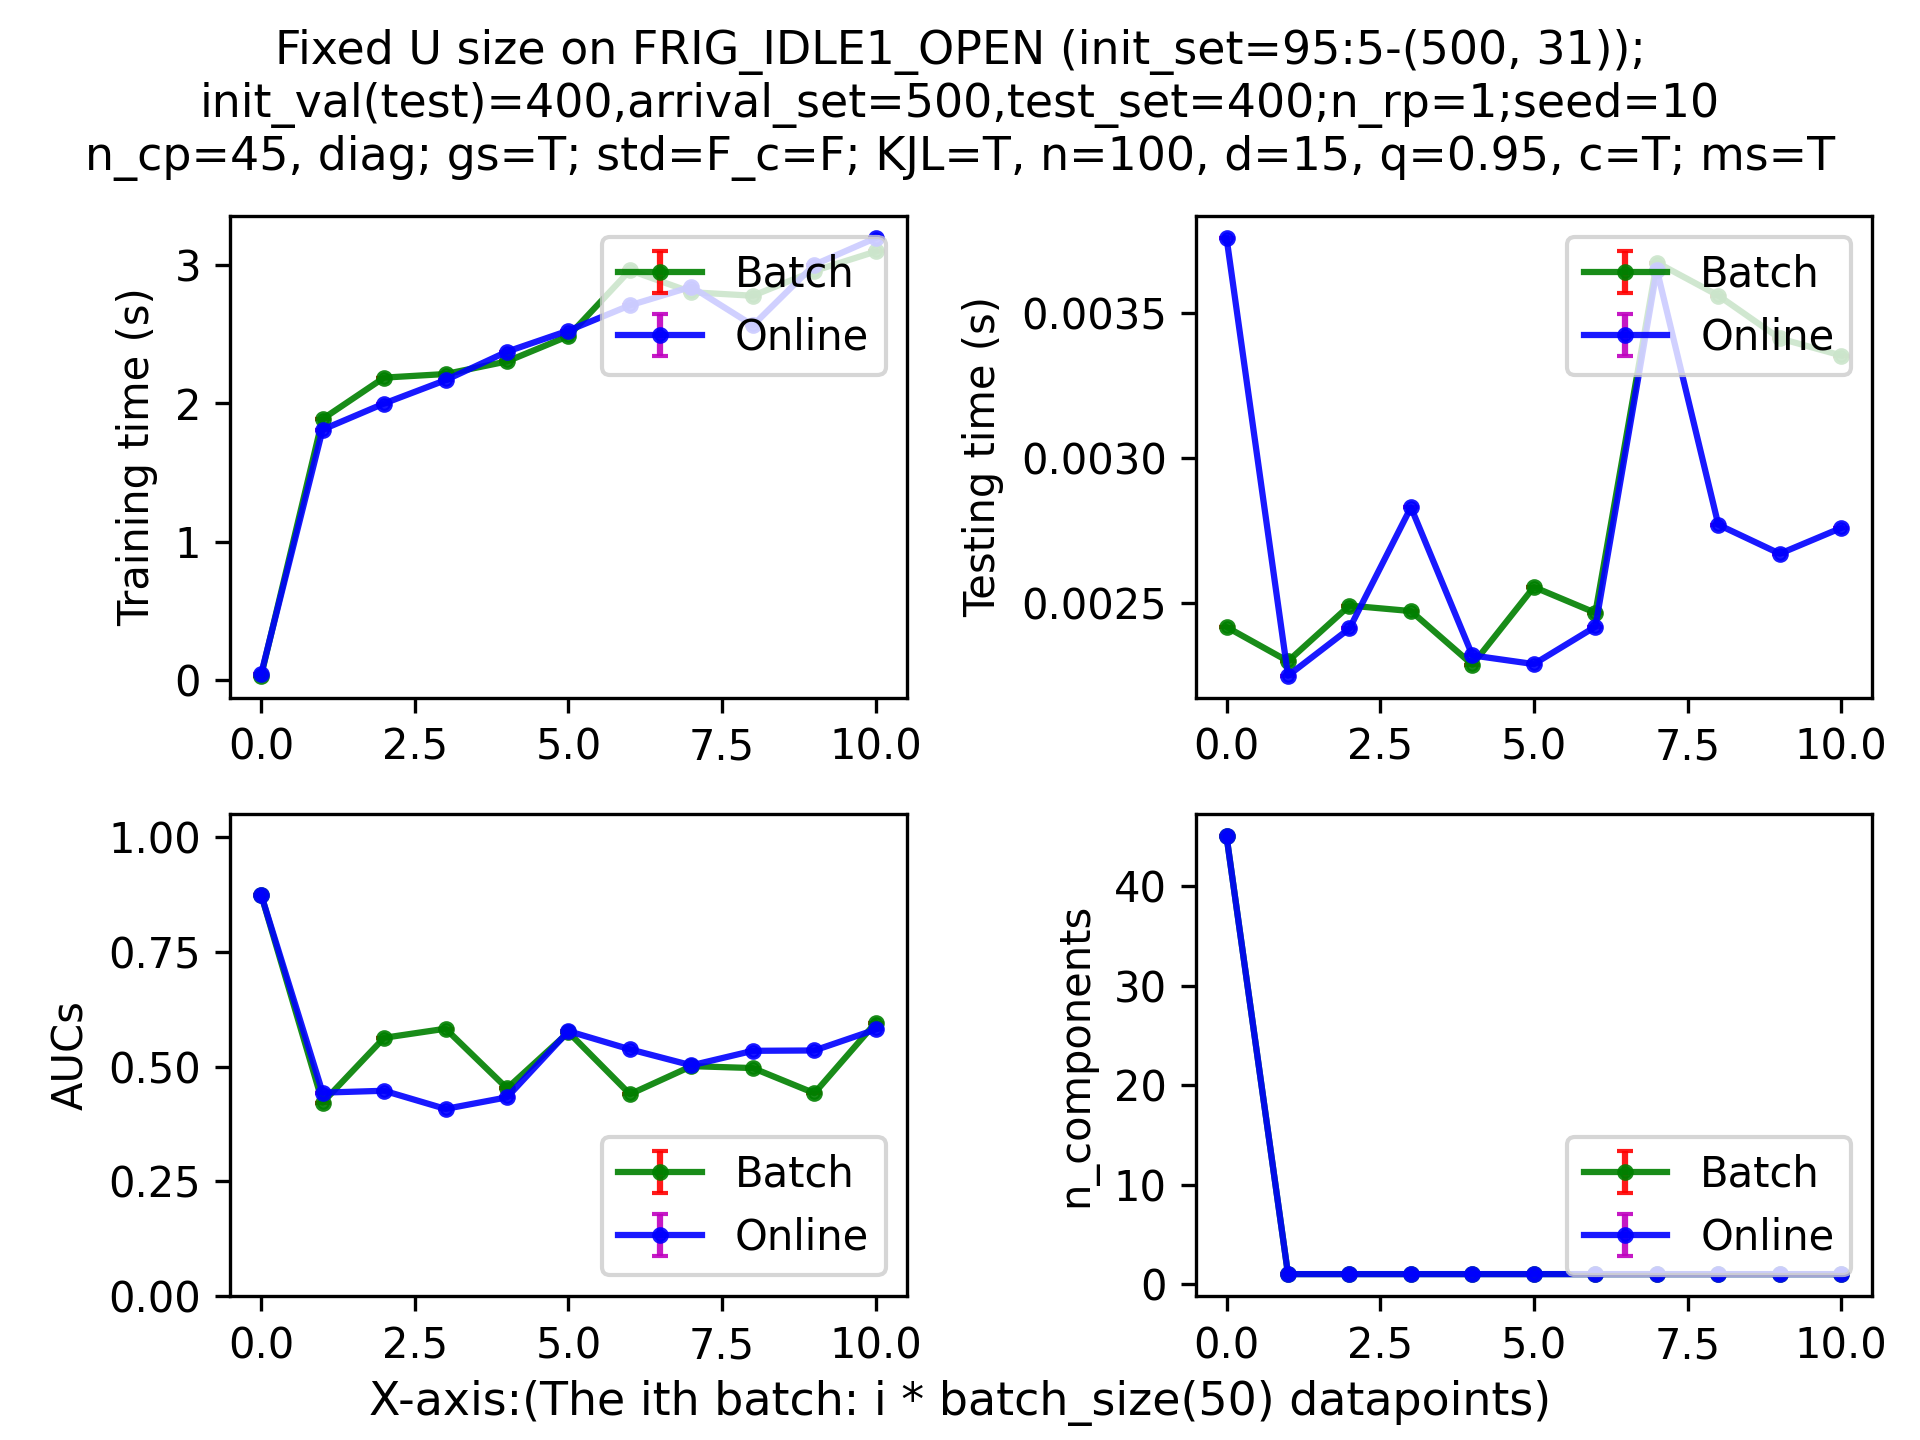 Fixed U size on FRIG_IDLE1_OPEN (init_set=95:5-(500, 31));
init_val(test)=400,arrival_set=500,test_set=400;n_rp=1;seed=10
n_cp=45, diag; gs=T; std=F_c=F; KJL=T, n=100, d=15, q=0.95, c=T; ms=T
Training time (s)
3
2
1
0
0.0 2.5 5.0 7.5 10.0
Batch
Online
Testing time (s)
0.0035
0.0030
0.0025
0.0 2.5 5.0 7.5 10.0
Batch
Online
AUCs
1.00
0.75
0.50
0.25
0.00
0.0 2.5 5.0 7.5 10.0
Batch
Online
n_components
40
30
20
10
0
0.0 2.5 5.0 7.5 10.0
Batch
Online
X-axis:(The ith batch: i * batch_size(50) datapoints)